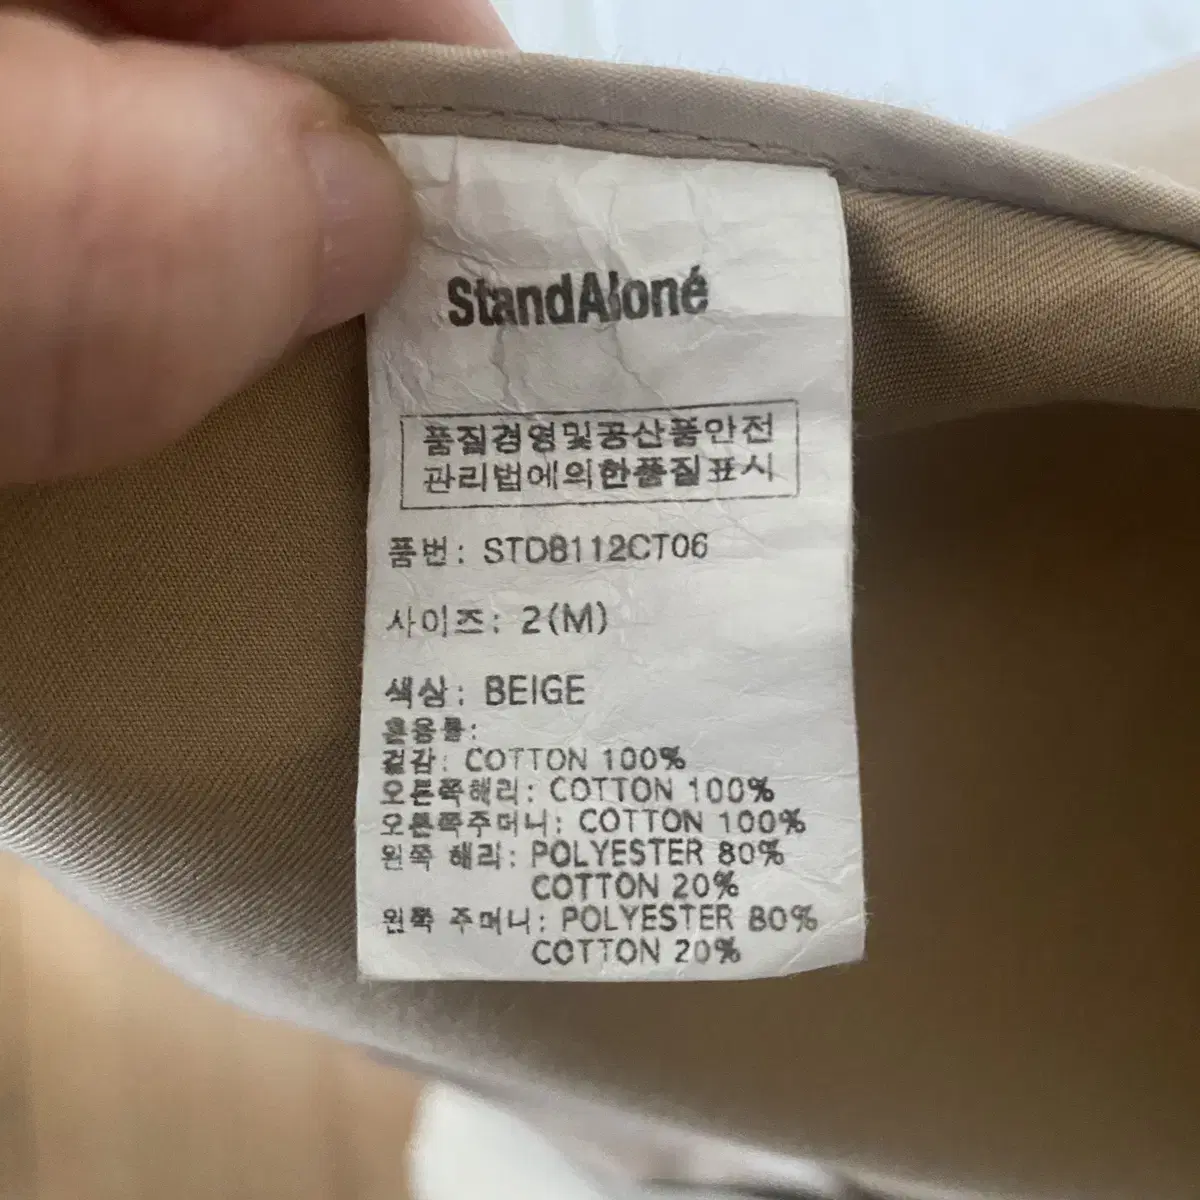 StandAloné
품질경영및공산품안전
관리법에의한품질표시
품번: STD8112CT06
사이즈: 2(M)
색상: BEIGE
혼용률:
겉감: COTTON 100%
오른쪽해리: COTTON 100%
오른쪽주머니: COTTON 100%
왼쪽 해리: POLYESTER 80%
COTTON 20%
왼쪽 주머니: POLYESTER 80%
COTTON 20%